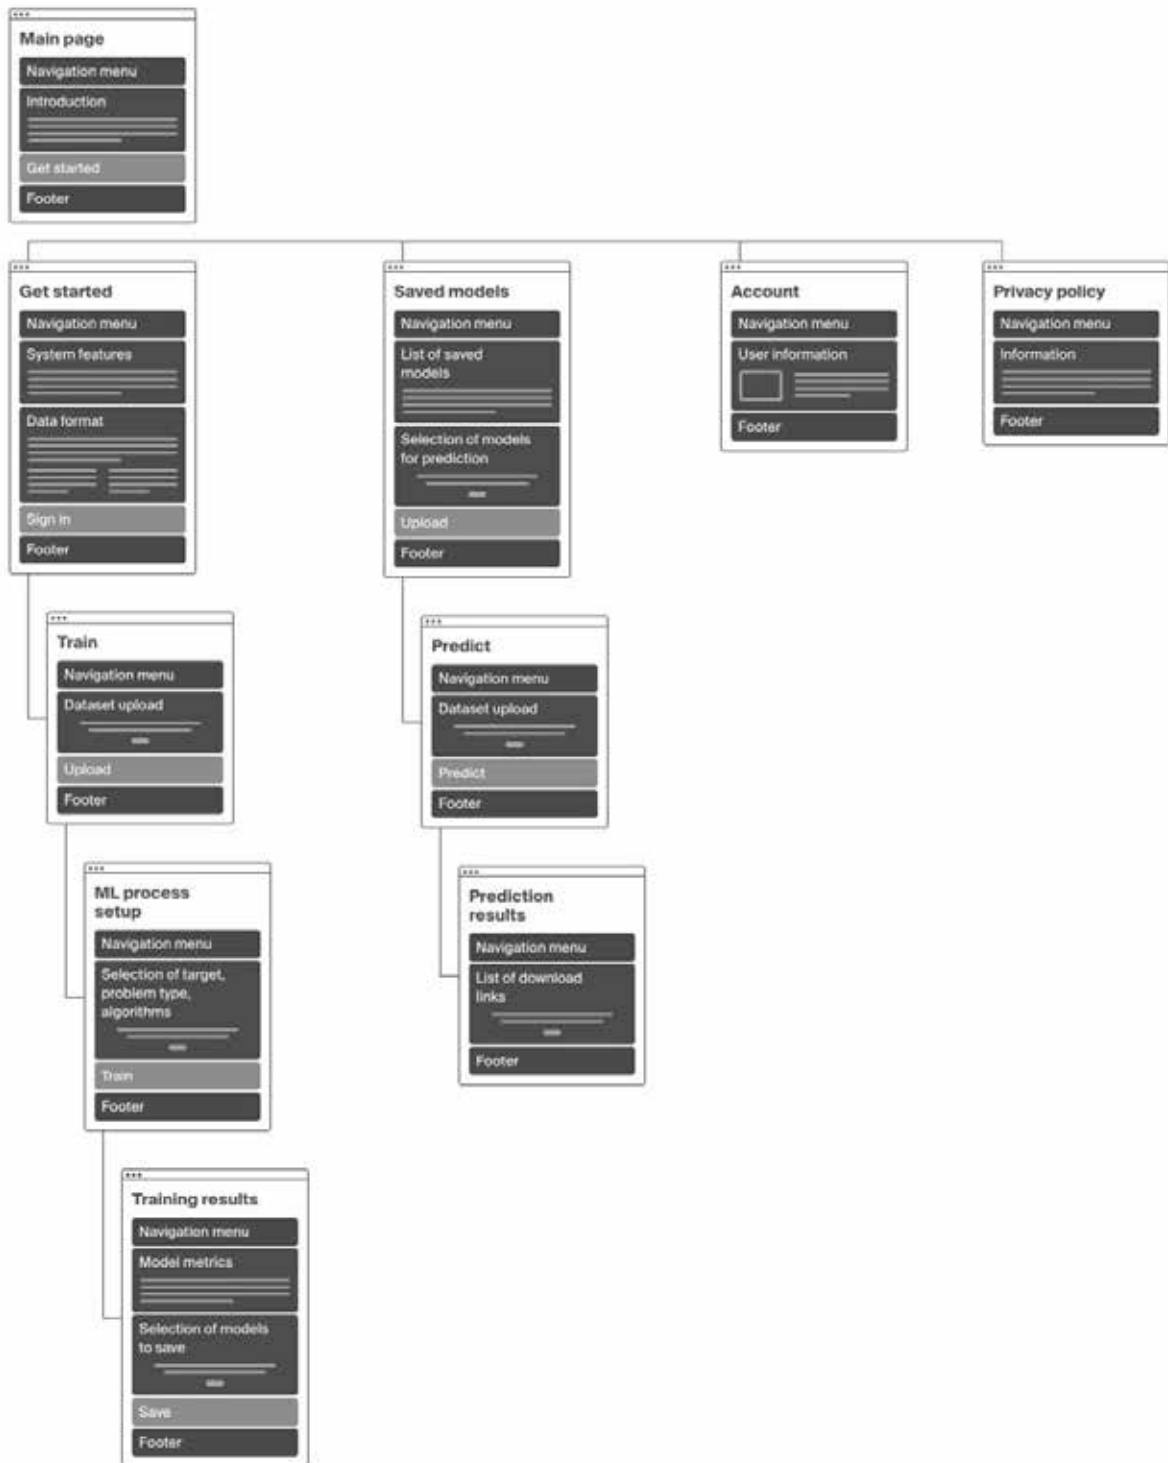 Main page
Navigation menu
Introduction
Get started
Footer
Get started
Navigation menu
System features
Data format
Sign in
Footer
Train
Navigation menu
Dataset upload
Upload
Footer
ML process
setup
Navigation menu
Selection of target,
problem type,
algorithms
Train
Footer
Training results
Navigation menu
Model metrics
Selection of models
to save
Save
Footer
Saved models
Navigation menu
List of saved
models
Selection of models
for prediction
Upload
Footer
Predict
Navigation menu
Dataset upload
Predict
Footer
Prediction
results
Navigation menu
List of download
links
Footer
Account
Navigation menu
User information
Footer
Privacy policy
Navigation menu
Information
Footer